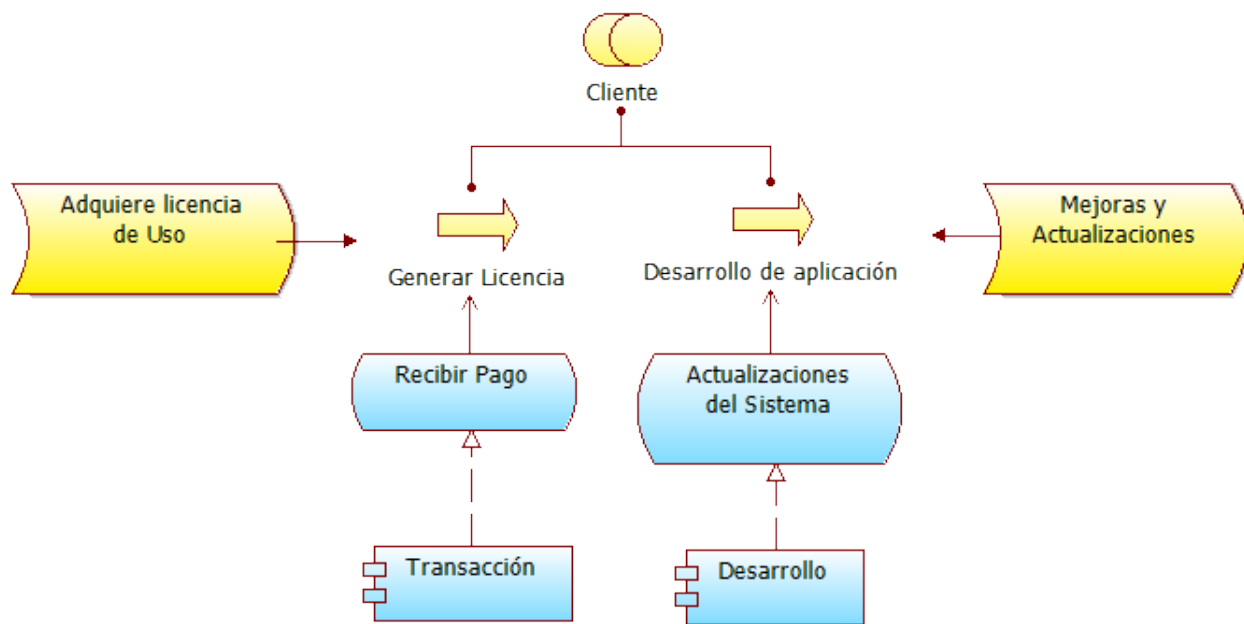 Cliente
Adquiere licencia
de Uso
Generar Licencia
Desarrollo de aplicación
Mejoras y
Actualizaciones
Recibir Pago
Actualizaciones
del Sistema
Transacción
Desarrollo